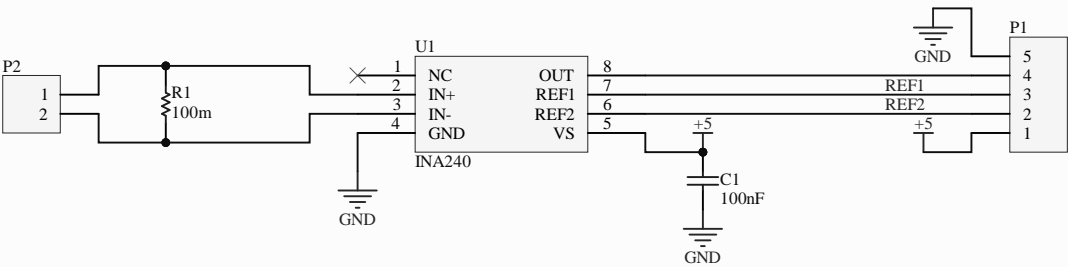 P2
1
2
R1
100m
U1
1 NC OUT 8
2 IN+ REF1 7
3 IN- REF2 6
4 GND VS 5
INA240
GND
+5
C1
100nF
GND
GND
REF1
REF2
+5
P1
5
4
3
2
1